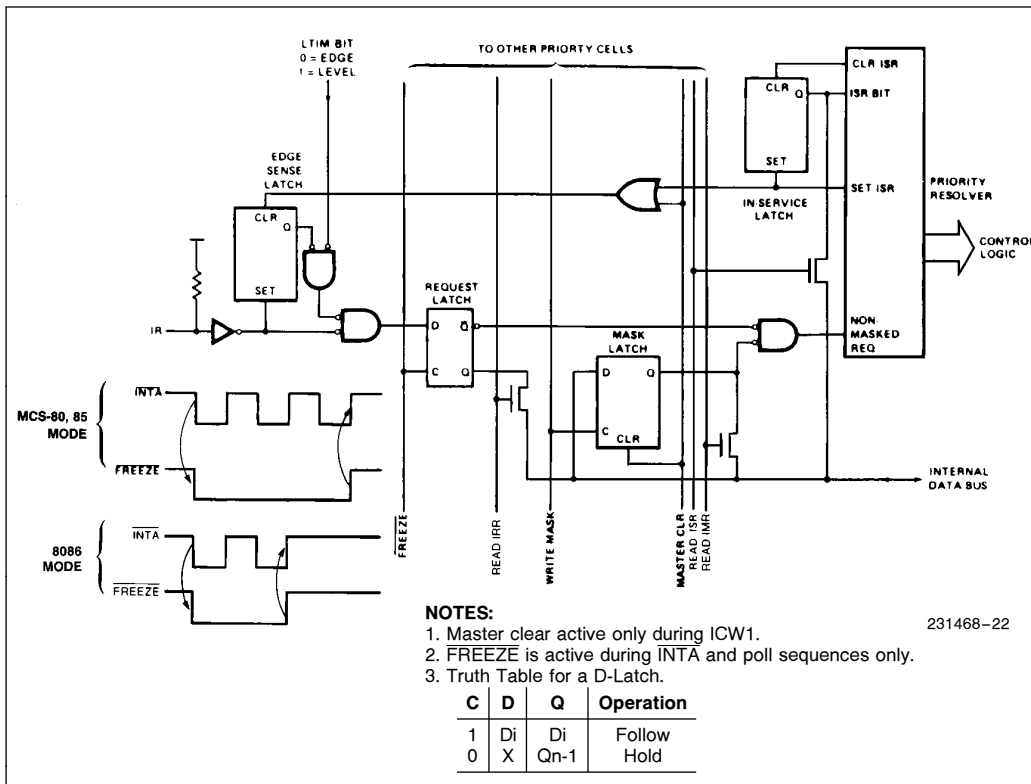 LTIM BIT
0 = EDGE
1 = LEVEL
TO OTHER PRIORTY CELLS
CLR ISR
CLR
Q
ISR BIT
SET
SET ISR
IN-SERVICE
LATCH
PRIORITY
RESOLVER
CONTROL
LOGIC
EDGE
SENSE
LATCH
CLR
Q
SET
IR
REQUEST
LATCH
D
Q
C
Q
MASK
LATCH
D
Q
C
CLR
NON-
MASKED
REQ
INTERNAL
DATA BUS
MCS-80, 85
MODE
INTA
FREEZE
8086
MODE
INTA
FREEZE
FREEZE
READ IRR
WRITE MASK
MASTER CLR
READ ISR
READ IMR
231468–22
NOTES:
1. Master clear active only during ICW1.
2. FREEZE is active during INTA and poll sequences only.
3. Truth Table for a D-Latch.
C D Q Operation
1 Di Di Follow
0 X Qn-1 Hold